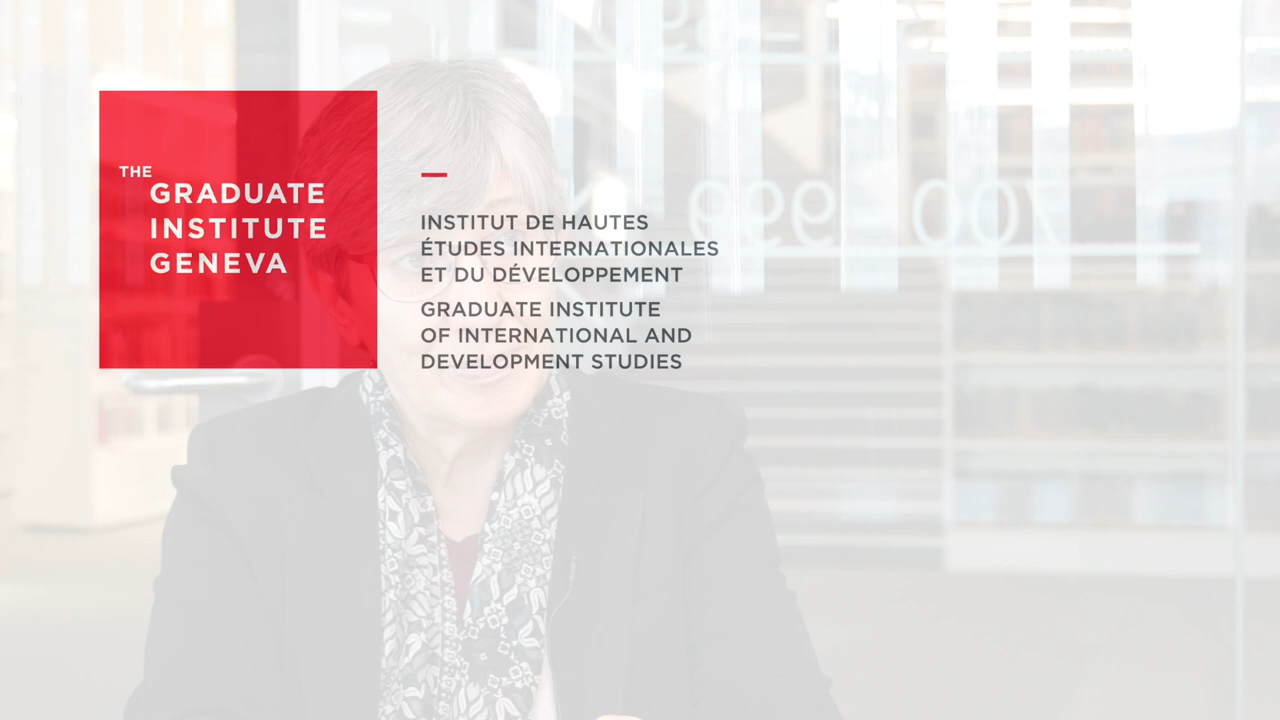 THE
GRADUATE
INSTITUTE
GENEVA
INSTITUT DE HAUTES
ÉTUDES INTERNATIONALES
ET DU DÉVELOPPEMENT
GRADUATE INSTITUTE
OF INTERNATIONAL AND
DEVELOPMENT STUDIES